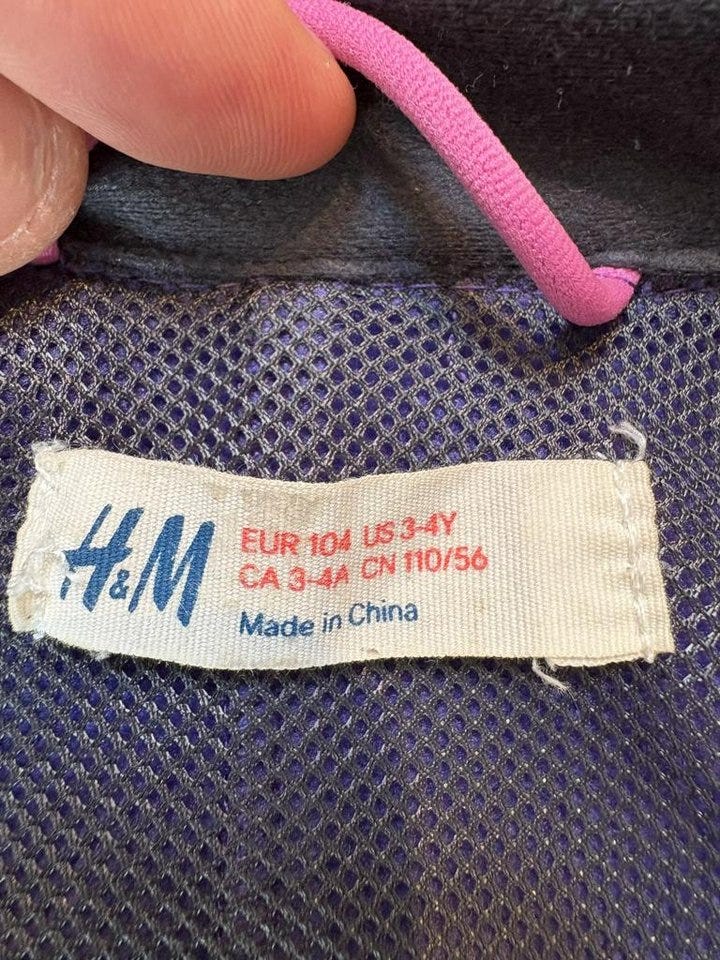 H&M
EUR 104 US 3-4Y
CA 3-4A CN 110/56
Made in China